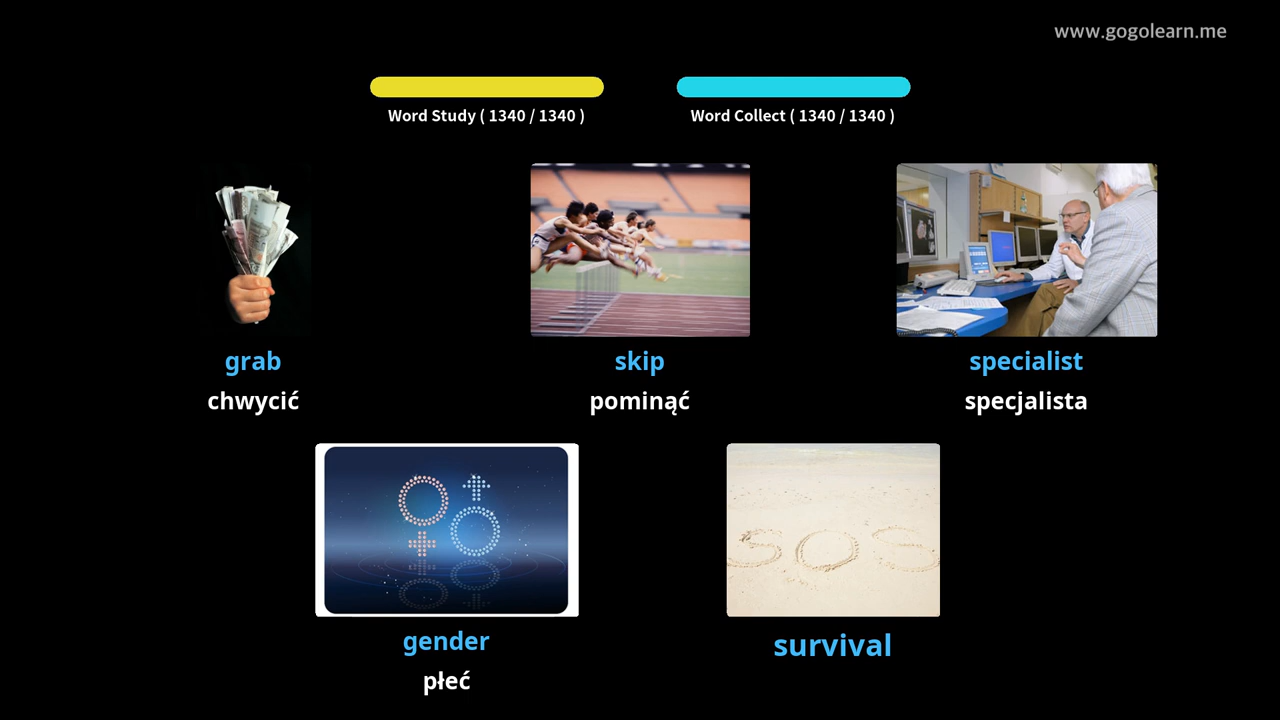 www.gogolearn.me
Word Study ( 1340 / 1340 )
Word Collect ( 1340 / 1340 )
grab
chwycić
skip
pominąć
specialist
specjalista
SOS
gender
płeć
survival